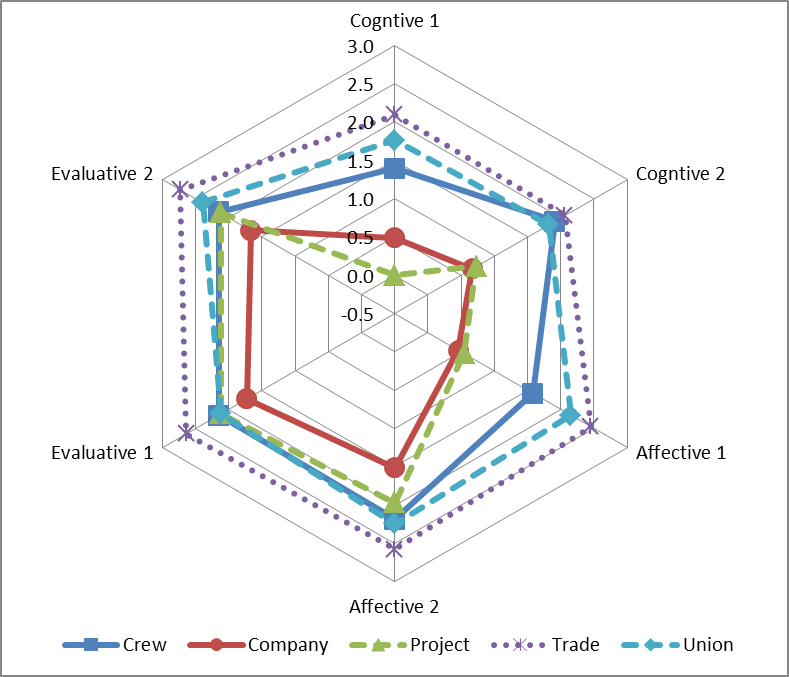 Cogntive 1
3.0
2.5
2.0
1.5
1.0
0.5
0.0
-0.5
Evaluative 2
Cogntive 2
Evaluative 1
Affective 1
Affective 2
Crew
Company
Project
Trade
Union